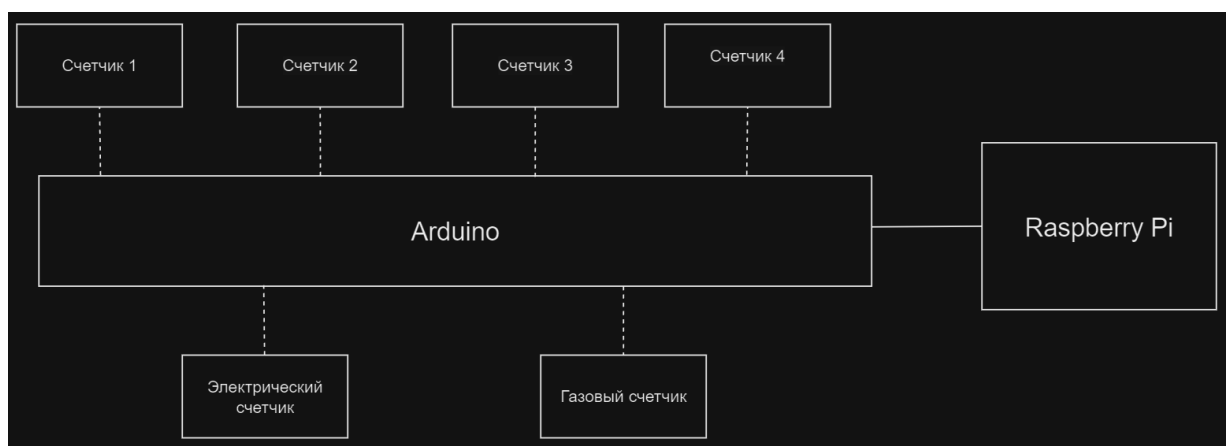 Счетчик 1
Счетчик 2
Счетчик 3
Счетчик 4
Arduino
Raspberry Pi
Электрический
счетчик
Газовый счетчик